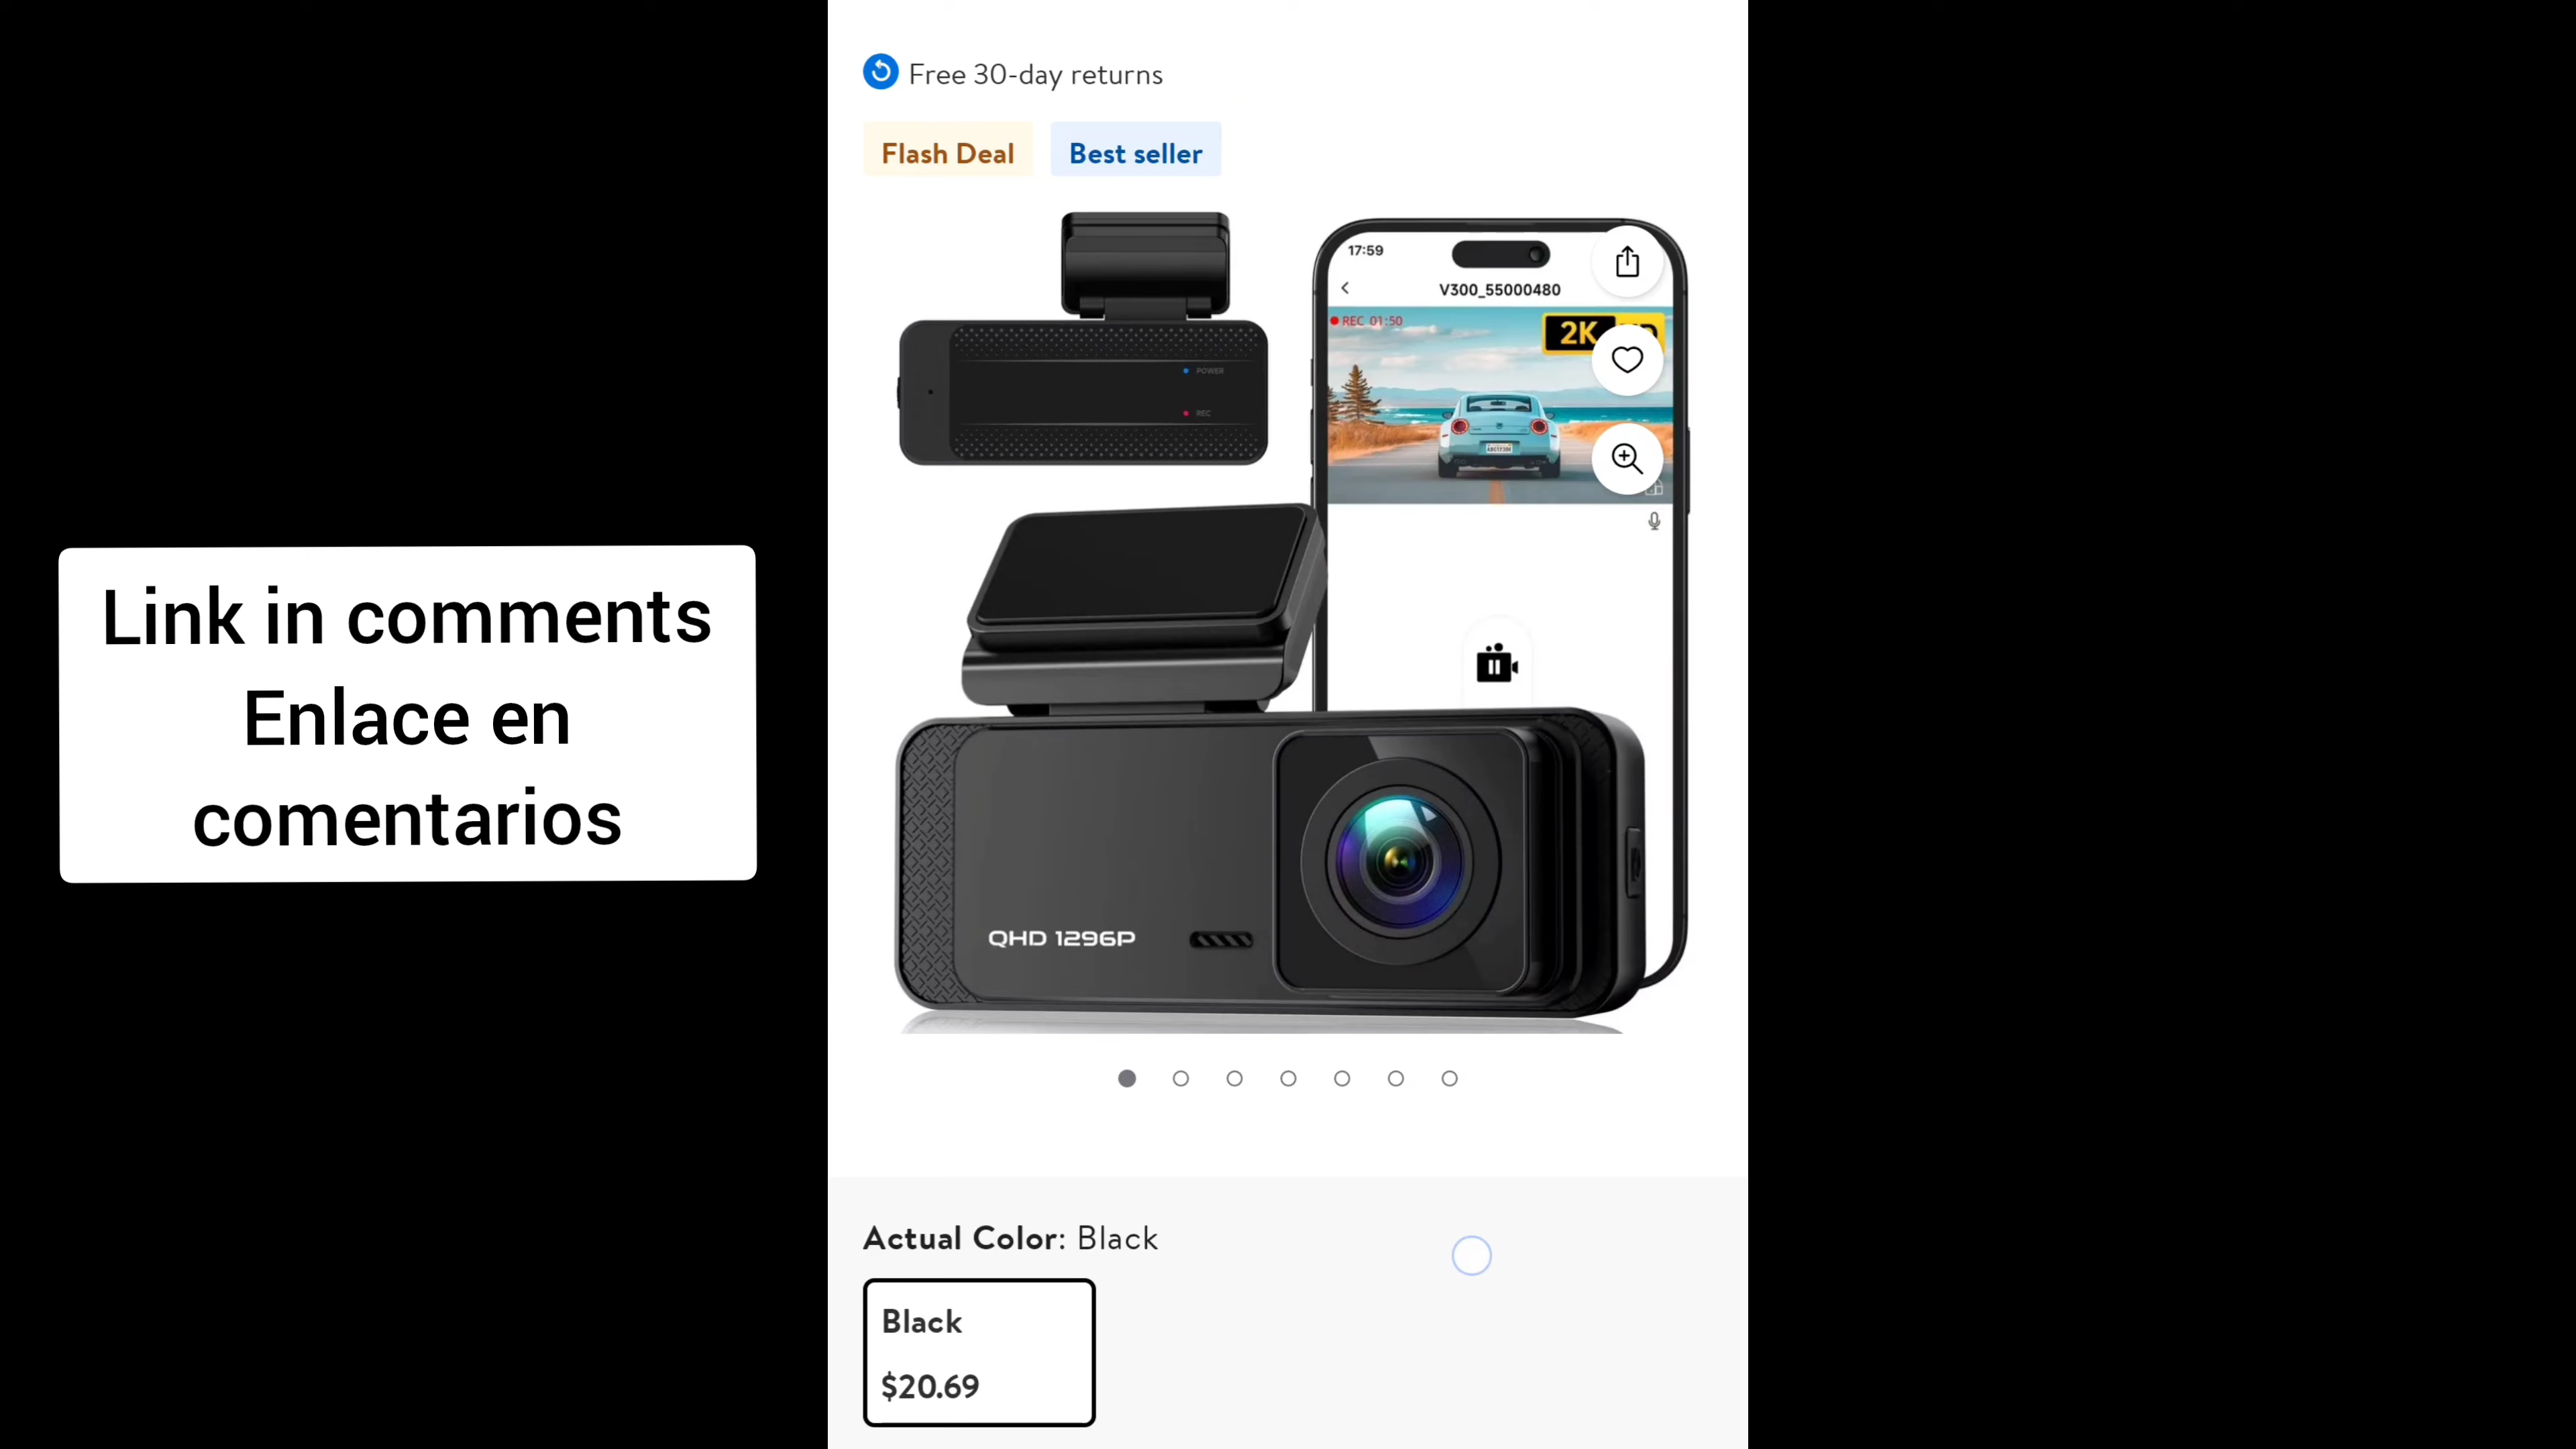 Free 30-day returns
Flash Deal
Best seller
17:59
V300_55000480
REC 01:50
2K
POWER
REC
Link in comments
Enlace en
comentarios
QHD 1296P
Actual Color: Black
Black
$20.69